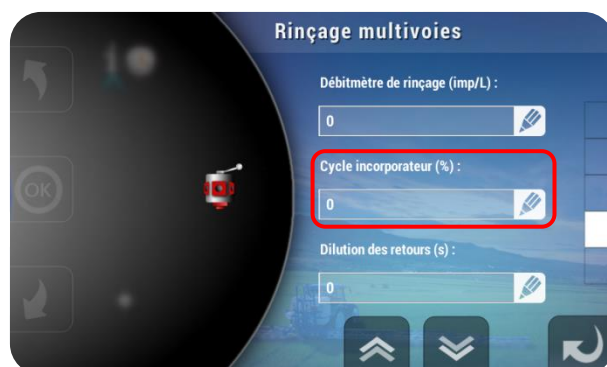 Rinçage multivoies
Débitmètre de rinçage (imp/L) :
0
Cycle incorporateur (%) :
0
OK
Dilution des retours (s) :
0